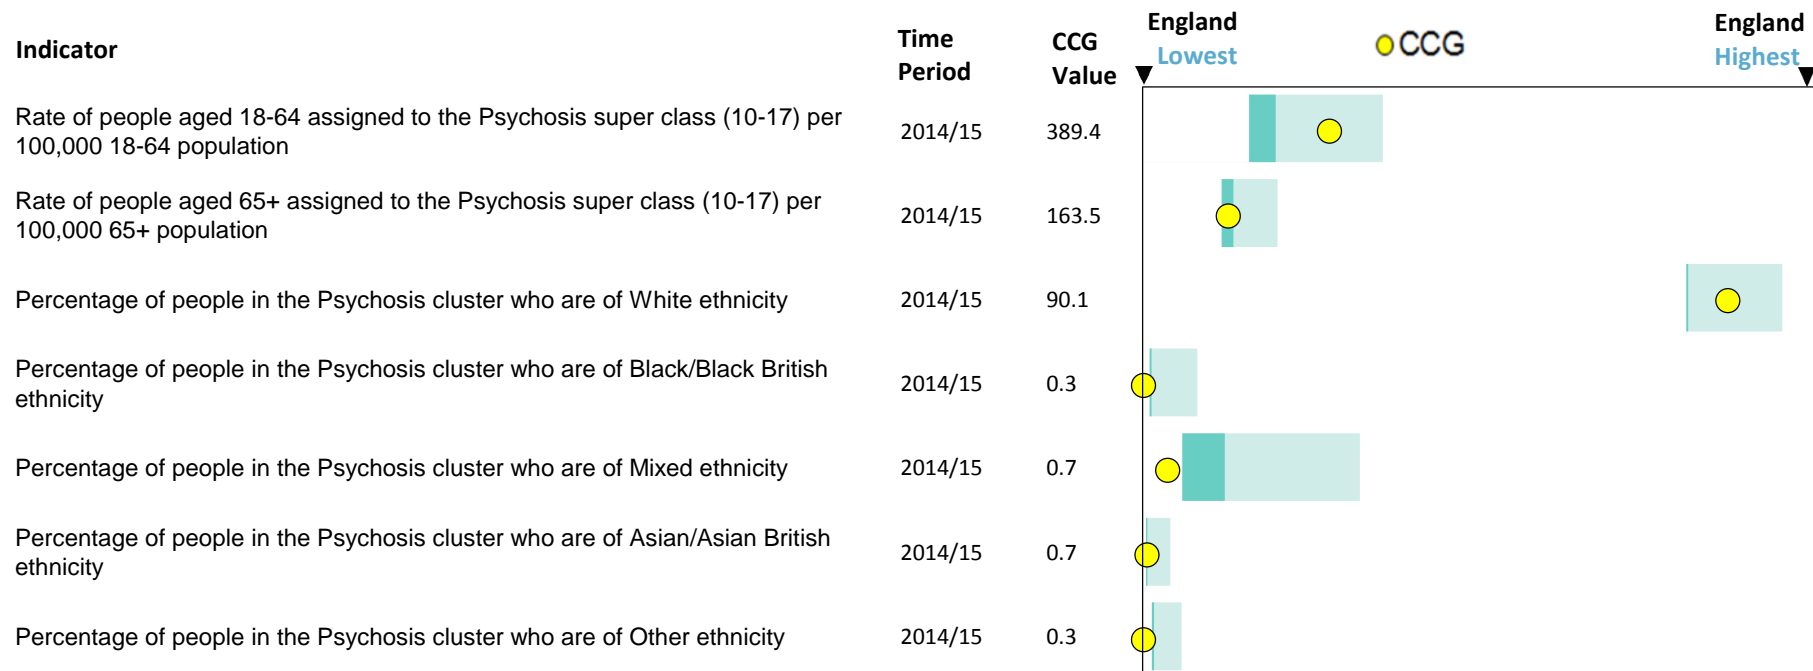 Indicator
Time
Period
CCG
Value
England
Lowest
CCG
England
Highest
Rate of people aged 18-64 assigned to the Psychosis super class (10-17) per
100,000 18-64 population
2014/15
389.4
Rate of people aged 65+ assigned to the Psychosis super class (10-17) per
100,000 65+ population
2014/15
163.5
Percentage of people in the Psychosis cluster who are of White ethnicity
2014/15
90.1
Percentage of people in the Psychosis cluster who are of Black/Black British
ethnicity
2014/15
0.3
Percentage of people in the Psychosis cluster who are of Mixed ethnicity
2014/15
0.7
Percentage of people in the Psychosis cluster who are of Asian/Asian British
ethnicity
2014/15
0.7
Percentage of people in the Psychosis cluster who are of Other ethnicity
2014/15
0.3